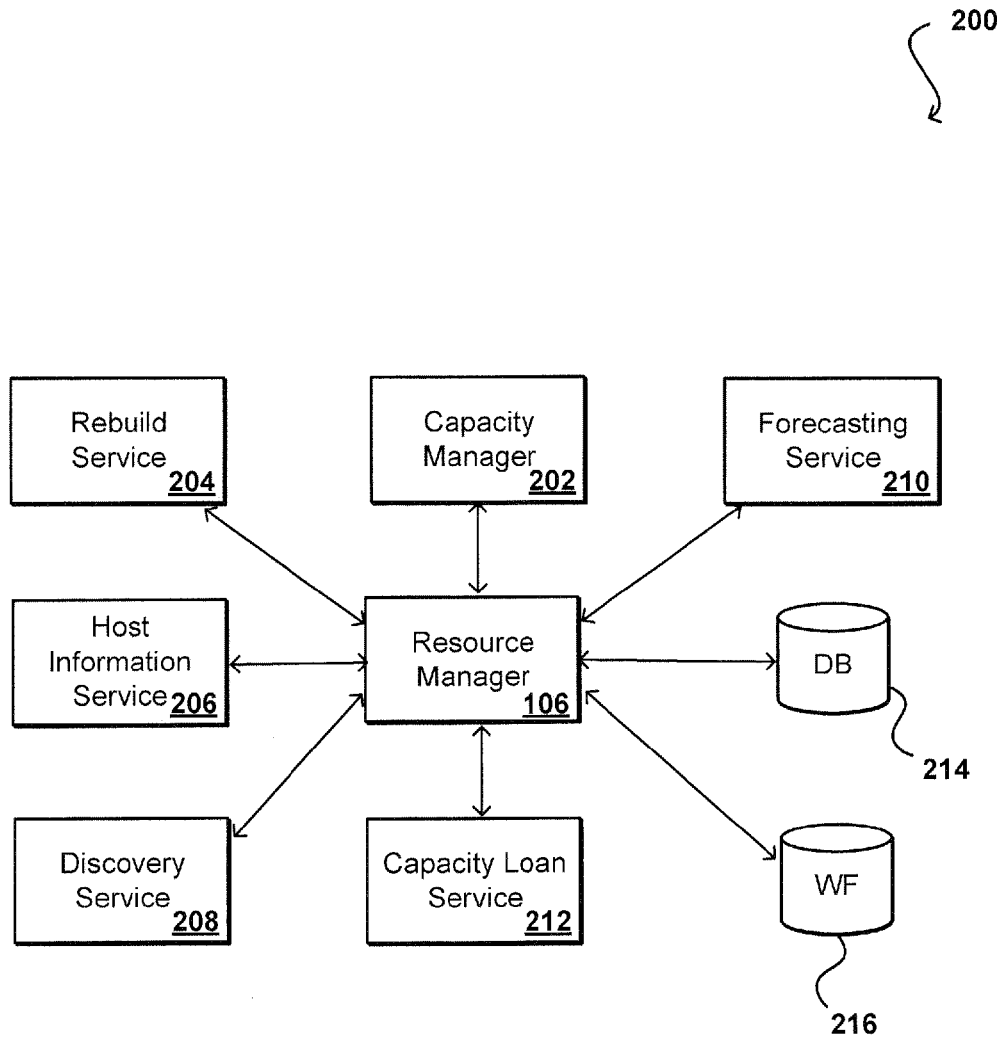 200
Rebuild
Service
204
Capacity
Manager
202
Forecasting
Service
210
Host
Information
Service
206
Resource
Manager
106
DB
214
Discovery
Service
208
Capacity Loan
Service
212
WF
216